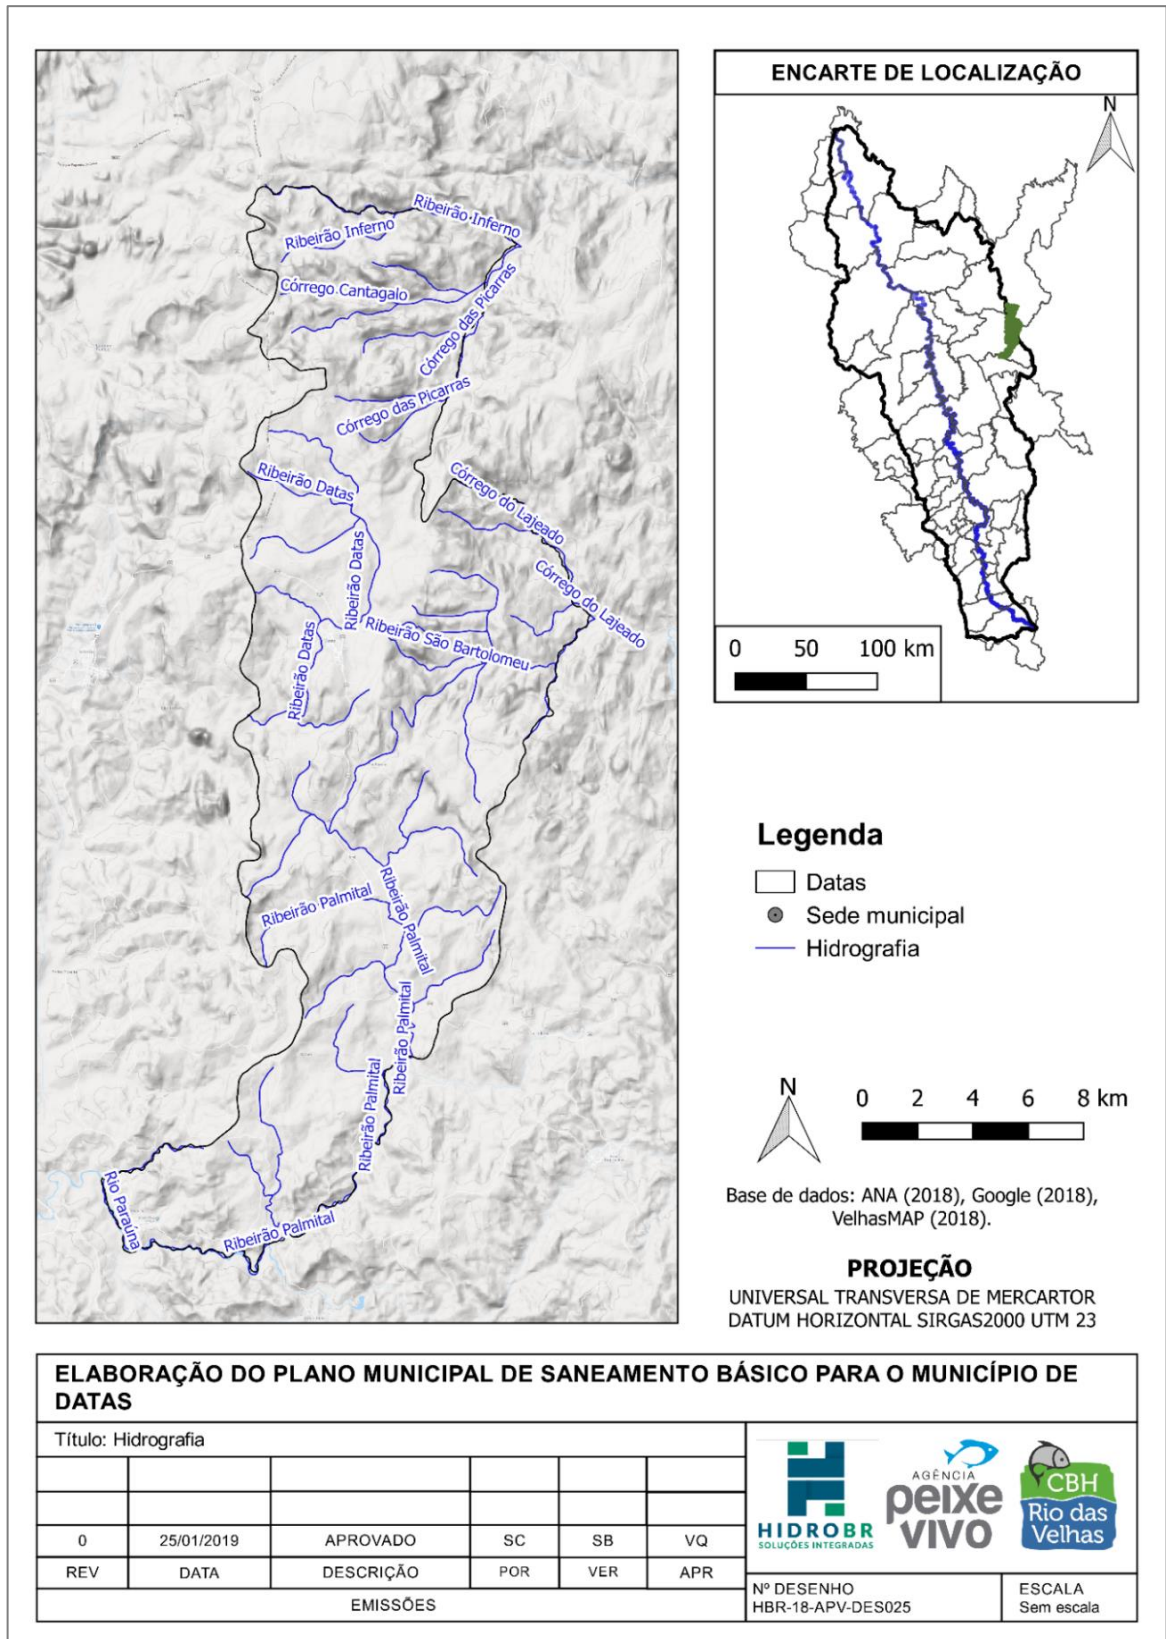 ENCARTE DE LOCALIZAÇÃO
N
0 50 100 km
Ribeirão Inferno
Ribeirão Inferno
Córrego Cantagalo
Córrego das Picarras
Córrego das Picarras
Ribeirão Datas
Córrego do Lajeado
Ribeirão Datas
Córrego do Lajeado
Ribeirão Datas
Ribeirão São Bartolomeu
Ribeirão Palmital
Ribeirão Palmital
Ribeirão Palmital
Ribeirão Palmital
Rio Paraúna
Ribeirão Palmital
Legenda
Datas
Sede municipal
Hidrografia
N
0 2 4 6 8 km
Base de dados: ANA (2018), Google (2018),
VelhasMAP (2018).
PROJEÇÃO
UNIVERSAL TRANSVERSA DE MERCARTOR
DATUM HORIZONTAL SIRGAS2000 UTM 23
ELABORAÇÃO DO PLANO MUNICIPAL DE SANEAMENTO BÁSICO PARA O MUNICÍPIO DE
DATAS
Título: Hidrografia
0 25/01/2019 APROVADO SC SB VQ
REV DATA DESCRIÇÃO POR VER APR
EMISSÕES
HIDROBR
SOLUÇÕES INTEGRADAS
AGÊNCIA
peixe
vivo
CBH
Rio das
Velhas
Nº DESENHO
HBR-18-APV-DES025
ESCALA
Sem escala